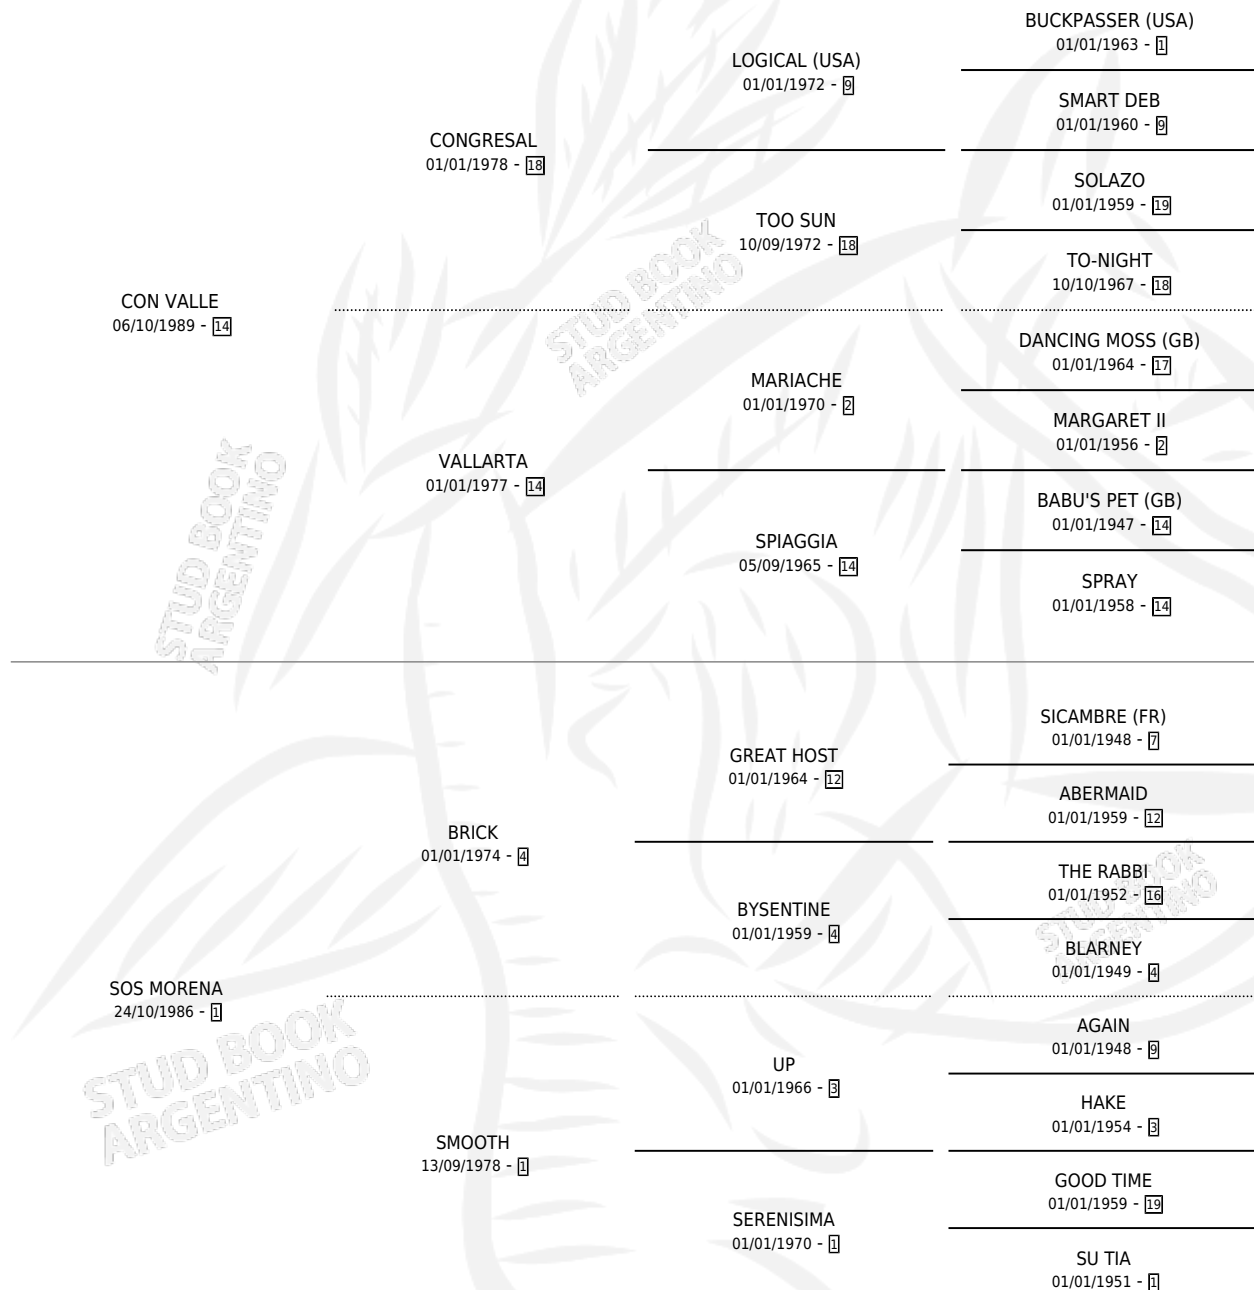 BUCKPASSER (USA)
01/01/1963 - 1
LOGICAL (USA)
01/01/1972 - 9
SMART DEB
01/01/1960 - 9
CONGRESAL
01/01/1978 - 18
SOLAZO
01/01/1959 - 19
TOO SUN
10/09/1972 - 18
TO-NIGHT
10/10/1967 - 18
CON VALLE
06/10/1989 - 14
STUD BOOK
ARGENTINO
DANCING MOSS (GB)
01/01/1964 - 17
MARIACHE
01/01/1970 - 2
MARGARET II
01/01/1956 - 2
VALLARTA
01/01/1977 - 14
BABU'S PET (GB)
01/01/1947 - 14
SPIAGGIA
05/09/1965 - 14
SPRAY
01/01/1958 - 14
STUD BOOK
ARGENTINO
SICAMBRE (FR)
01/01/1948 - 7
GREAT HOST
01/01/1964 - 12
ABERMAID
01/01/1959 - 12
BRICK
01/01/1974 - 4
THE RABBI
01/01/1952 - 16
BYSENTINE
01/01/1959 - 4
BLARNEY
01/01/1949 - 4
STUD BOOK
ARGENTINO
SOS MORENA
24/10/1986 - 1
AGAIN
01/01/1948 - 9
UP
01/01/1966 - 3
HAKE
01/01/1954 - 3
STUD BOOK
ARGENTINO
SMOOTH
13/09/1978 - 1
GOOD TIME
01/01/1959 - 19
SERENISIMA
01/01/1970 - 1
SU TIA
01/01/1951 - 1